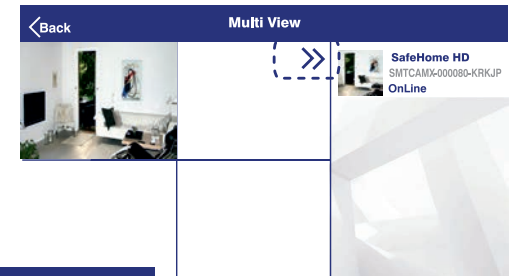 Back
Multi View
SafeHome HD
SMTCAMX-000080-KRKJP
OnLine